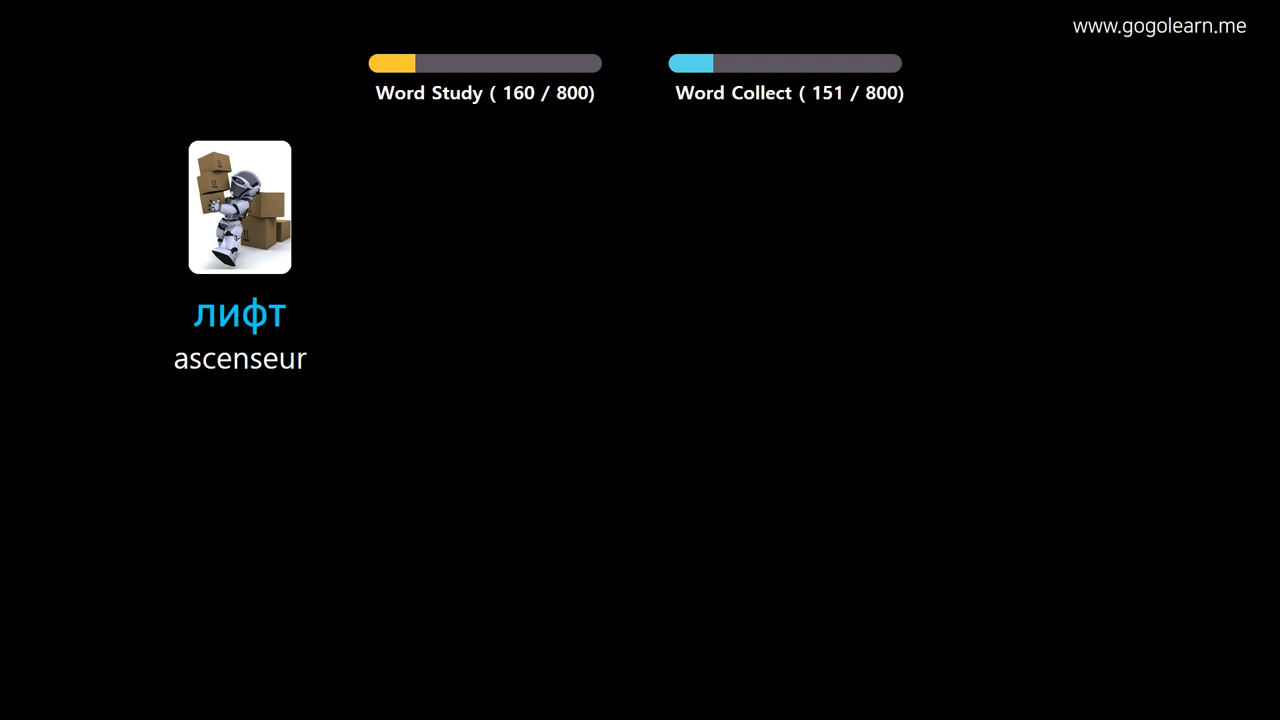 www.gogolearn.me
Word Study ( 160 / 800)
Word Collect ( 151 / 800)
лифт
ascenseur